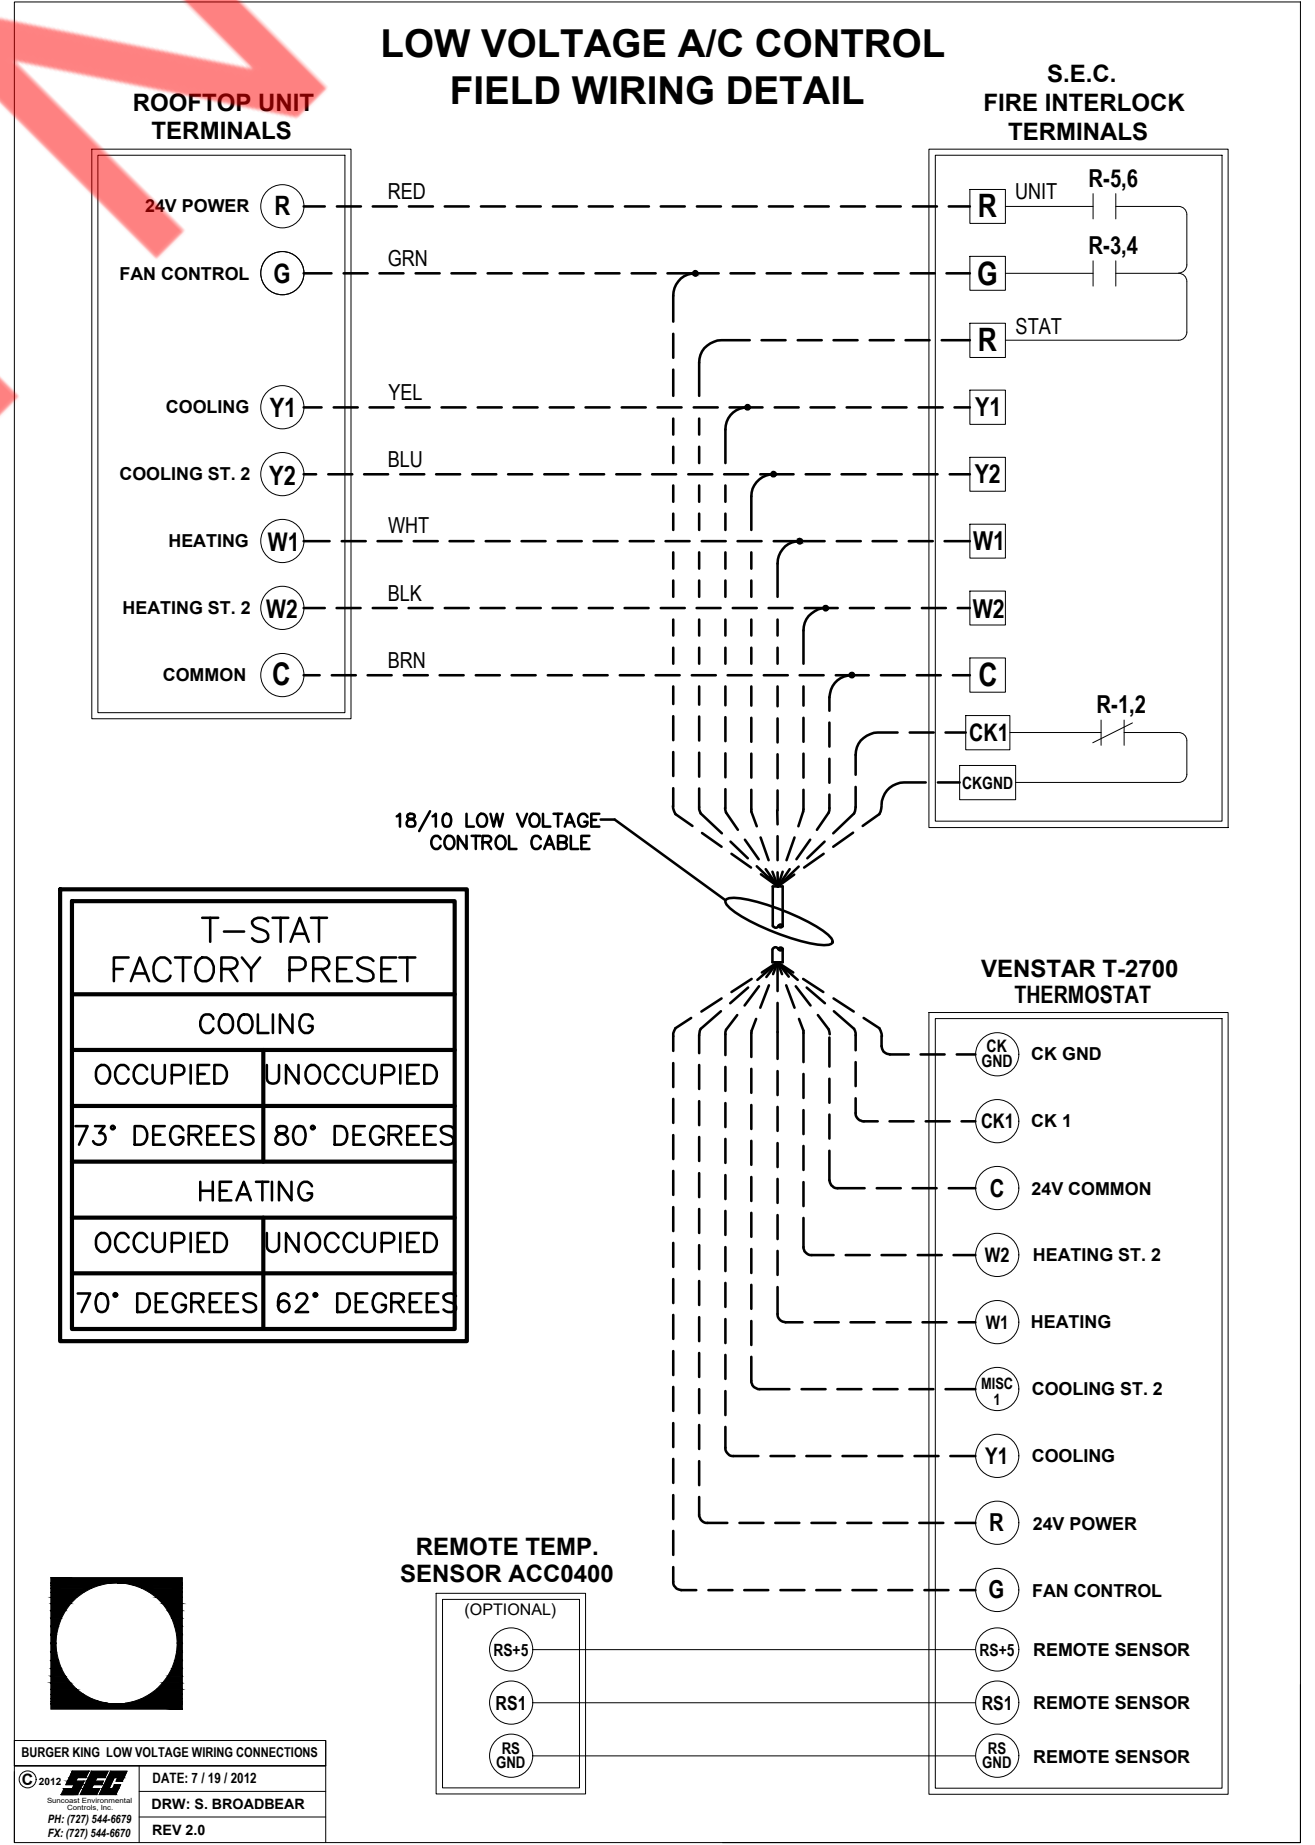 LOW VOLTAGE A/C CONTROL
FIELD WIRING DETAIL
ROOFTOP UNIT
TERMINALS
S.E.C.
FIRE INTERLOCK
TERMINALS
24V POWER R RED R UNIT R-5,6
FAN CONTROL G GRN G R-3,4
R STAT
COOLING Y1 YEL Y1
COOLING ST. 2 Y2 BLU Y2
HEATING W1 WHT W1
HEATING ST. 2 W2 BLK W2
COMMON C BRN C
CK1 R-1,2
CKGND
18/10 LOW VOLTAGE
CONTROL CABLE
T-STAT
FACTORY PRESET
COOLING
OCCUPIED UNOCCUPIED
73° DEGREES 80° DEGREES
HEATING
OCCUPIED UNOCCUPIED
70° DEGREES 62° DEGREES
VENSTAR T-2700
THERMOSTAT
CK
GND CK GND
CK1 CK 1
C 24V COMMON
W2 HEATING ST. 2
W1 HEATING
MISC
1 COOLING ST. 2
Y1 COOLING
R 24V POWER
G FAN CONTROL
RS+5 REMOTE SENSOR
RS1 REMOTE SENSOR
RS
GND REMOTE SENSOR
REMOTE TEMP.
SENSOR ACC0400
(OPTIONAL)
RS+5
RS1
RS
GND
BURGER KING LOW VOLTAGE WIRING CONNECTIONS
© 2012 SEC
Suncoast Environmental
Controls, Inc.
PH: (727) 544-6679
FX: (727) 544-6670
DATE: 7 / 19 / 2012
DRW: S. BROADBEAR
REV 2.0